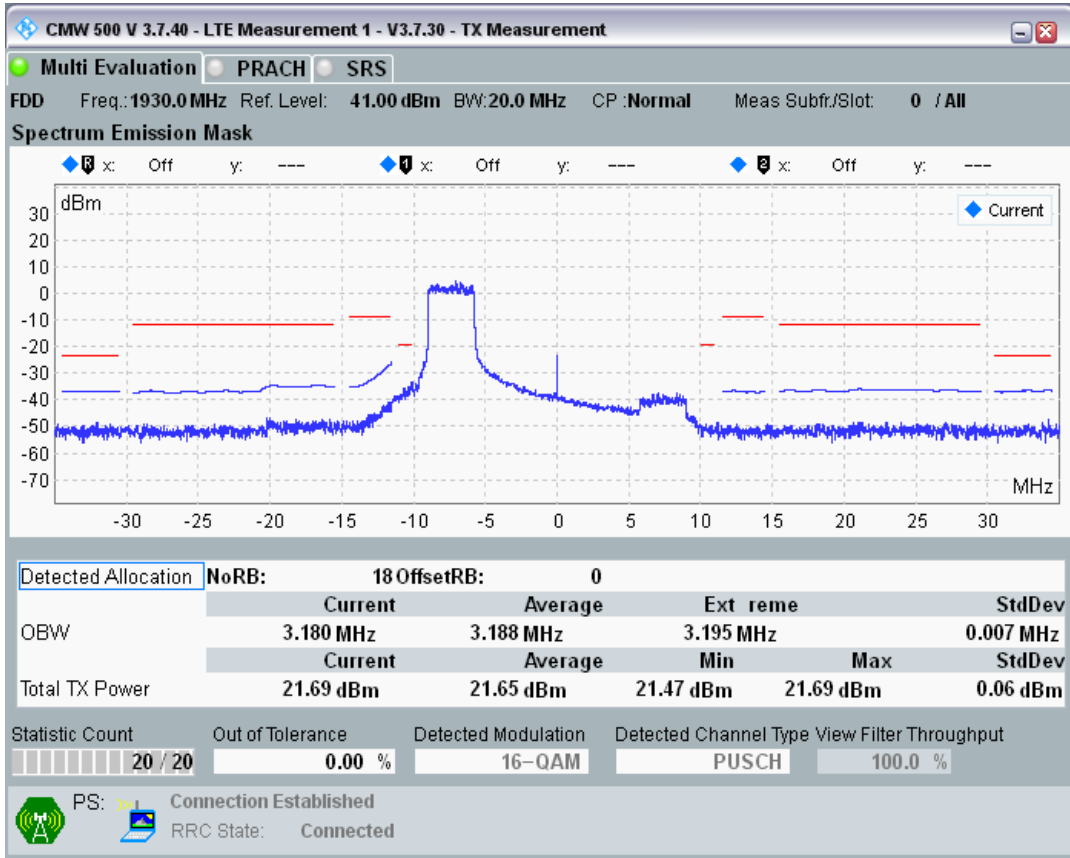 CMW 500 V 3.7.40 - LTE Measurement 1 - V3.7.30 - TX Measurement
Multi Evaluation PRACH SRS
FDD Freq.: 1930.0 MHz Ref. Level: 41.00 dBm BW: 20.0 MHz CP : Normal Meas Subfr./Slot: 0 / All
Spectrum Emission Mask
R x: Off y: --- 1 x: Off y: --- 2 x: Off y: ---
dBm
Current
30
20
10
0
-10
-20
-30
-40
-50
-60
-70
MHz
-30 -25 -20 -15 -10 -5 0 5 10 15 20 25 30
Detected Allocation NoRB: 18 OffsetRB: 0
Current Average Ext reme StdDev
OBW 3.180 MHz 3.188 MHz 3.195 MHz 0.007 MHz
Current Average Min Max StdDev
Total TX Power 21.69 dBm 21.65 dBm 21.47 dBm 21.69 dBm 0.06 dBm
Statistic Count Out of Tolerance Detected Modulation Detected Channel Type View Filter Throughput
20 / 20 0.00 % 16-QAM PUSCH 100.0 %
PS: Connection Established
RRC State: Connected